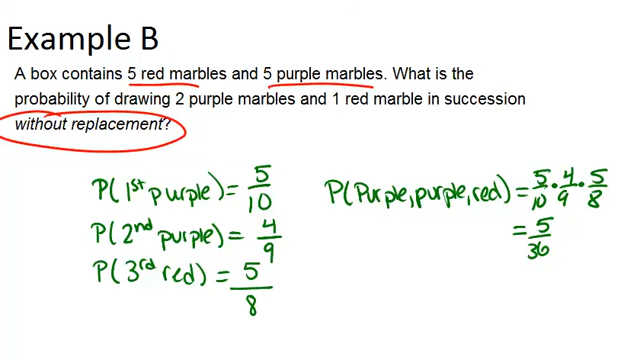 Example B
A box contains 5 red marbles and 5 purple marbles. What is the
probability of drawing 2 purple marbles and 1 red marble in succession
without replacement?
P(1st purple) = 5/10
P(2nd purple) = 4/9
P(3rd red) = 5/8
P(Purple, purple, red) = 5/10 · 4/9 · 5/8
= 5/36